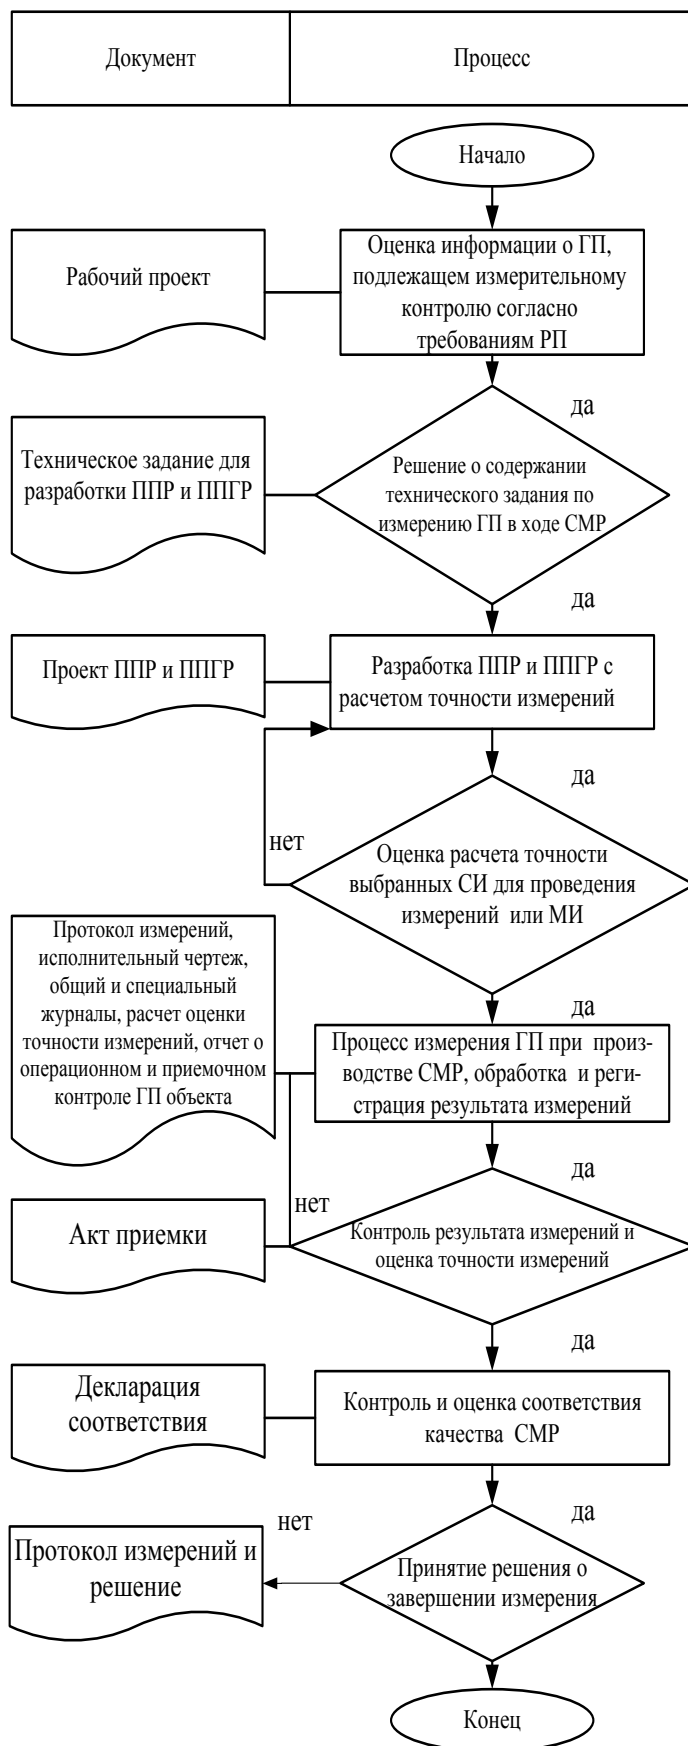 Документ
Процесс
Начало
Рабочий проект
Оценка информации о ГП,
подлежащем измерительному
контролю согласно
требованиям РП
да
Техническое задание для
разработки ППР и ППГР
Решение о содержании
технического задания по
измерению ГП в ходе СМР
да
Проект ППР и ППГР
Разработка ППР и ППГР с
расчетом точности измерений
да
нет
Оценка расчета точности
выбранных СИ для проведения
измерений или МИ
Протокол измерений,
исполнительный чертеж,
общий и специальный
журналы, расчет оценки
точности измерений, отчет о
операционном и приемочном
контроле ГП объекта
да
Процесс измерения ГП при произ-
водстве СМР, обработка и реги-
страция результата измерений
да
нет
Акт приемки
Контроль результата измерений и
оценка точности измерений
да
Декларация
соответствия
Контроль и оценка соответствия
качества СМР
нет
да
Протокол измерений и
решение
Принятие решения о
завершении измерения
Конец